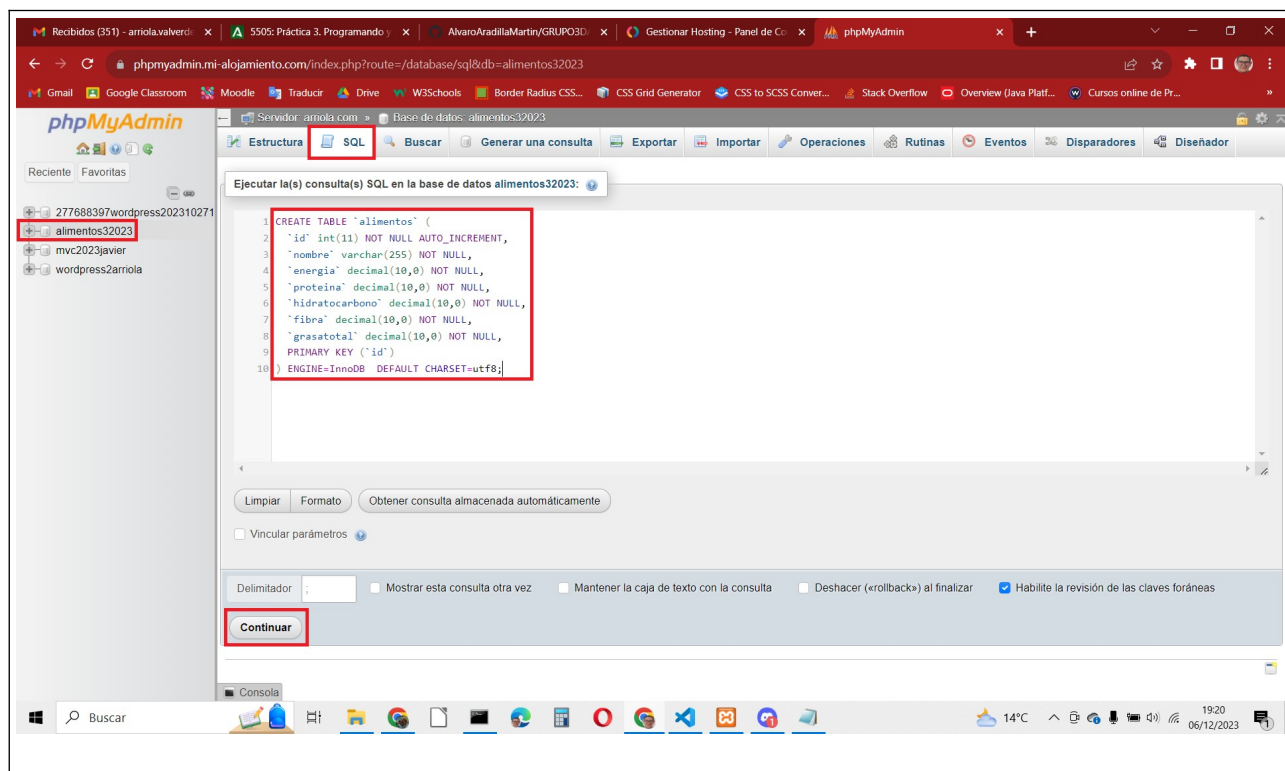 Recibidos (351) - arriola.valverd
5505: Práctica 3. Programando y
AlvaroAradillaMartin/GRUPO3D/
Gestionar Hosting - Panel de Co
phpMyAdmin
phpmyadmin.mi-alojamiento.com/index.php?route=/database/sql&db=alimentos32023
Gmail
Google Classroom
Moodle
Traducir
Drive
W3Schools
Border Radius CSS...
CSS Grid Generator
CSS to SCSS Conver...
Stack Overflow
Overview (Java Platf...
Cursos online de Pr...
»
phpMyAdmin
Reciente Favoritas
277688397wordpress202310271
alimentos32023
mvc2023javier
wordpress2arriola
Servidor: arriola.com » Base de datos: alimentos32023
Estructura
SQL
Buscar
Generar una consulta
Exportar
Importar
Operaciones
Rutinas
Eventos
Disparadores
Diseñador
Ejecutar la(s) consulta(s) SQL en la base de datos alimentos32023:
1 CREATE TABLE `alimentos` (
2 `id` int(11) NOT NULL AUTO_INCREMENT,
3 `nombre` varchar(255) NOT NULL,
4 `energia` decimal(10,0) NOT NULL,
5 `proteina` decimal(10,0) NOT NULL,
6 `hidratocarbono` decimal(10,0) NOT NULL,
7 `fibra` decimal(10,0) NOT NULL,
8 `grasatotal` decimal(10,0) NOT NULL,
9 PRIMARY KEY (`id`)
10 ) ENGINE=InnoDB DEFAULT CHARSET=utf8;
Limpiar
Formato
Obtener consulta almacenada automáticamente
Vincular parámetros
Delimitador ;
Mostrar esta consulta otra vez
Mantener la caja de texto con la consulta
Deshacer («rollback») al finalizar
Habilite la revisión de las claves foráneas
Continuar
Consola
Buscar
14°C
19:20
06/12/2023